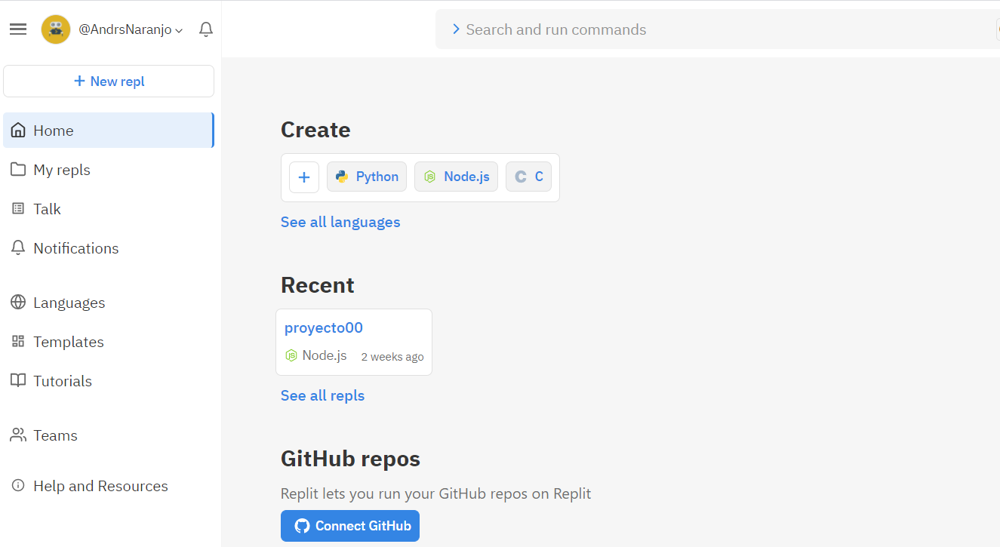 @AndrsNaranjo
Search and run commands
+ New repl
Home
My repls
Talk
Notifications
Languages
Templates
Tutorials
Teams
Help and Resources
Create
+ Python Node.js C C
See all languages
Recent
proyecto00
Node.js 2 weeks ago
See all repls
GitHub repos
Replit lets you run your GitHub repos on Replit
Connect GitHub